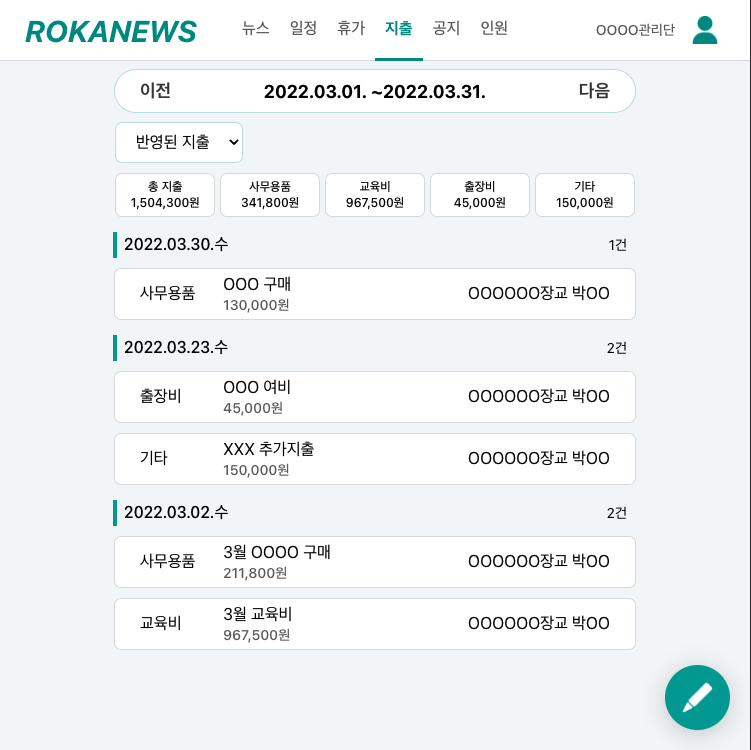 ROKANEWS 뉴스 일정 휴가 지출 공지 인원 OOOO관리단
이전 2022.03.01. ~2022.03.31. 다음
반영된 지출
총 지출 사무용품 교육비 출장비 기타
1,504,300원 341,800원 967,500원 45,000원 150,000원
2022.03.30.수 1건
사무용품 OOO 구매 OOOOOO장교 박OO
130,000원
2022.03.23.수 2건
출장비 OOO 여비 OOOOOO장교 박OO
45,000원
기타 XXX 추가지출 OOOOOO장교 박OO
150,000원
2022.03.02.수 2건
사무용품 3월 OOOO 구매 OOOOOO장교 박OO
211,800원
교육비 3월 교육비 OOOOOO장교 박OO
967,500원